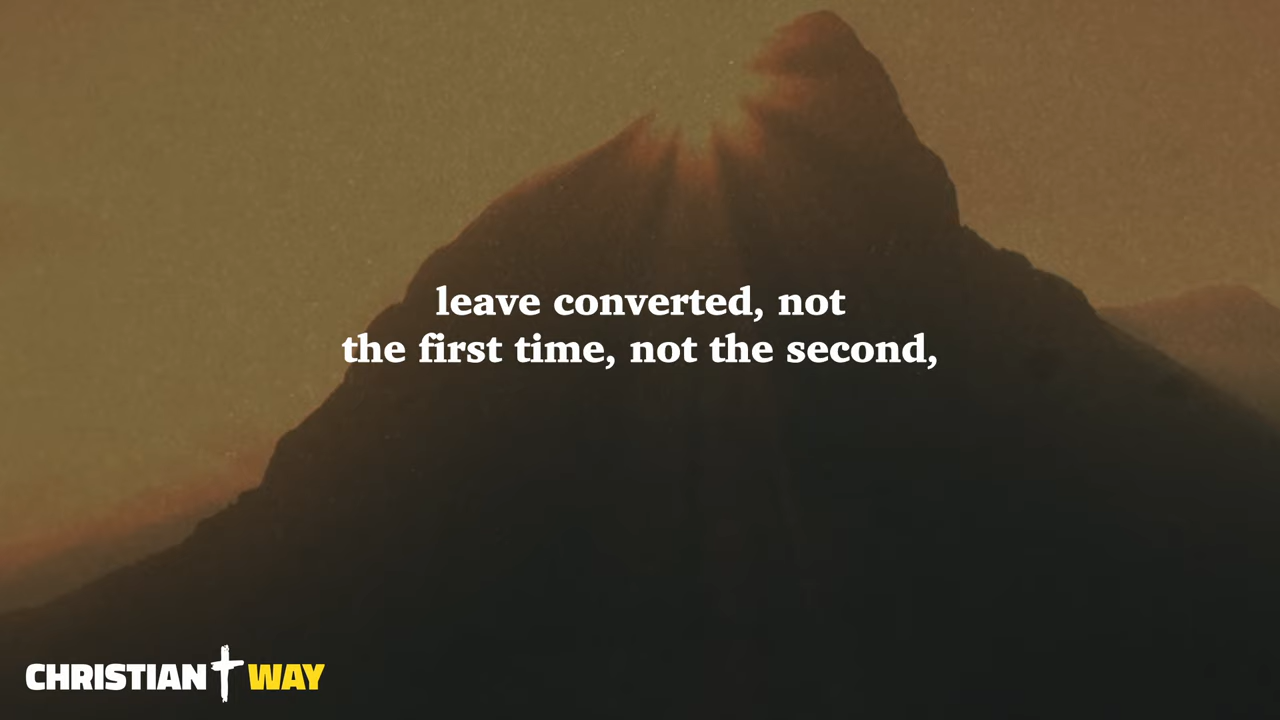 leave converted, not
the first time, not the second,
CHRISTIAN WAY